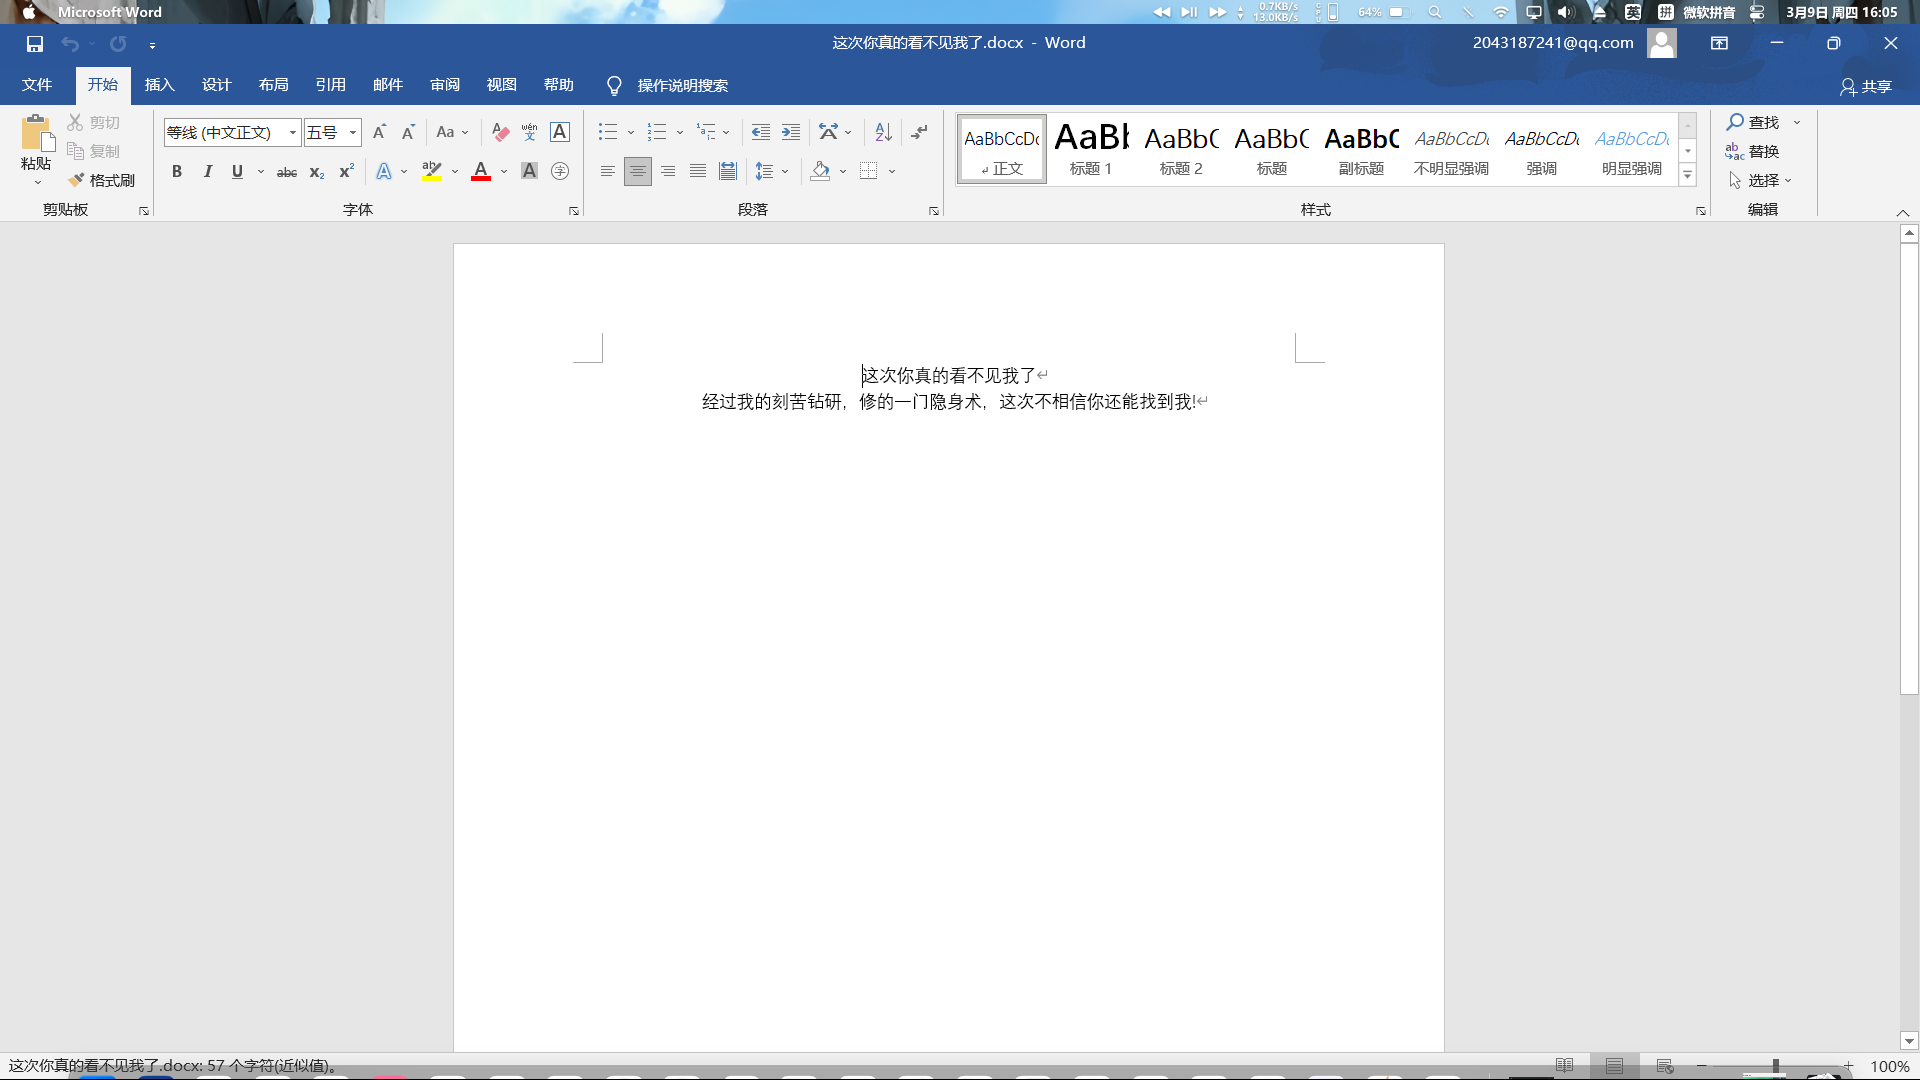 Microsoft Word
0.7KB/s
13.0KB/s
64%
英
拼
微软拼音
3月9日 周四 16:05
这次你真的看不见我了.docx - Word
2043187241@qq.com
文件 开始 插入 设计 布局 引用 邮件 审阅 视图 帮助 操作说明搜索 共享
粘贴
剪切
复制
格式刷
剪贴板
等线 (中文正文) 五号
字体
段落
AaBbCcDc 正文
AaBb 标题 1
AaBbC 标题 2
AaBbC 标题
AaBbC 副标题
AaBbCcDc 不明显强调
AaBbCcDc 强调
AaBbCcDc 明显强调
样式
查找
替换
选择
编辑
这次你真的看不见我了
经过我的刻苦钻研，修的一门隐身术，这次不相信你还能找到我!
这次你真的看不见我了.docx: 57 个字符(近似值)。
100%